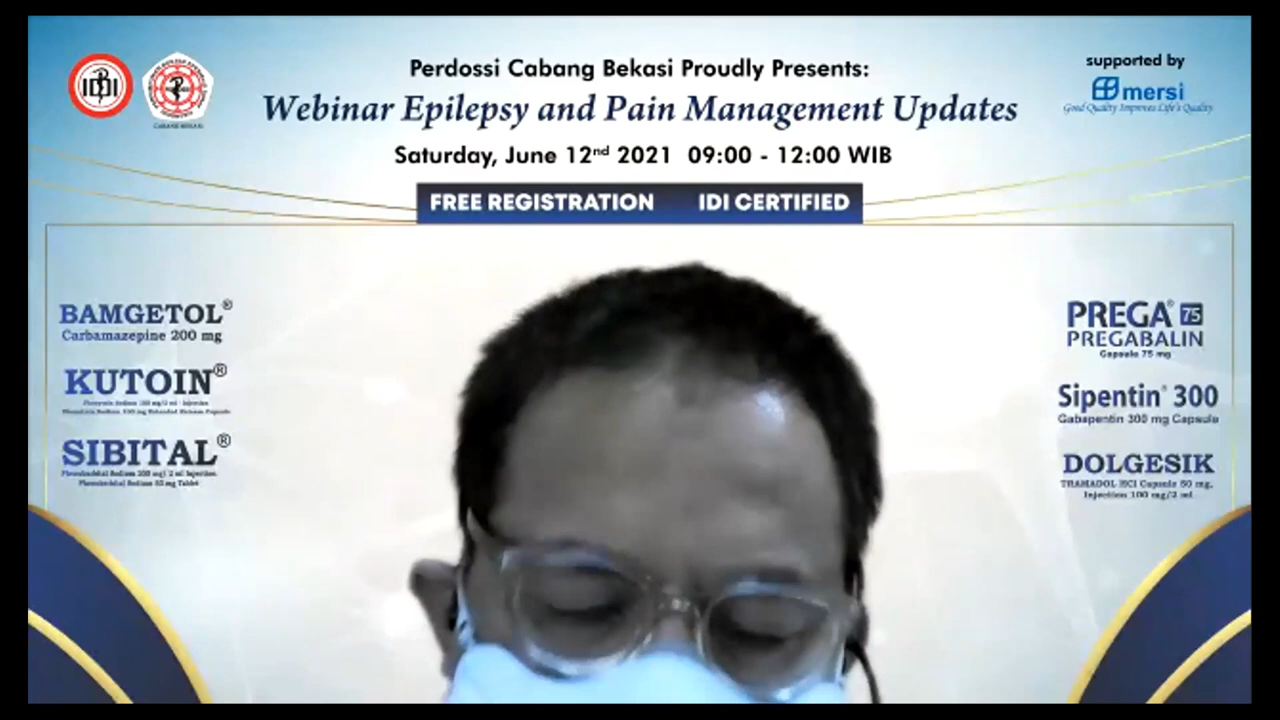 Perdossi Cabang Bekasi Proudly Presents:
Webinar Epilepsy and Pain Management Updates
Saturday, June 12nd 2021 09:00 - 12:00 WIB
FREE REGISTRATION IDI CERTIFIED
supported by
mersi
Good Quality Improves Life's Quality
IDI
CABANG BEKASI
BAMGETOL®
Carbamazepine 200 mg
KUTOIN®
SIBITAL®
PREGA® 75
PREGABALIN
Capsule 75 mg
Sipentin® 300
Gabapentin 300 mg Capsule
DOLGESIK
TRAMADOL HCl Capsule 50 mg,
Injection 100 mg/2 ml